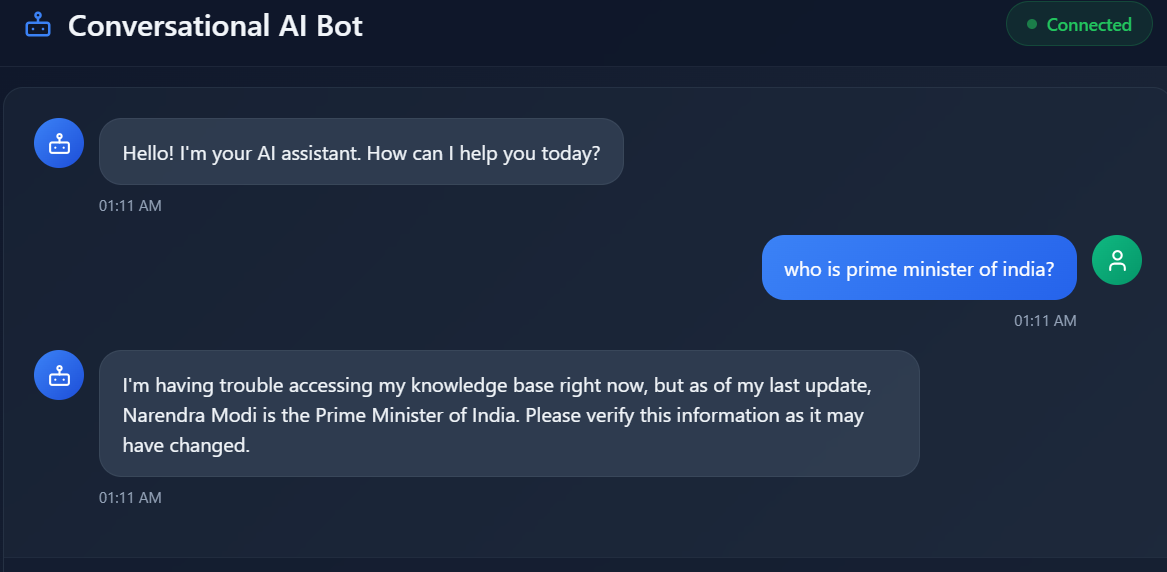 Conversational AI Bot
Connected
Hello! I'm your AI assistant. How can I help you today?
01:11 AM
who is prime minister of india?
01:11 AM
I'm having trouble accessing my knowledge base right now, but as of my last update,
Narendra Modi is the Prime Minister of India. Please verify this information as it may
have changed.
01:11 AM